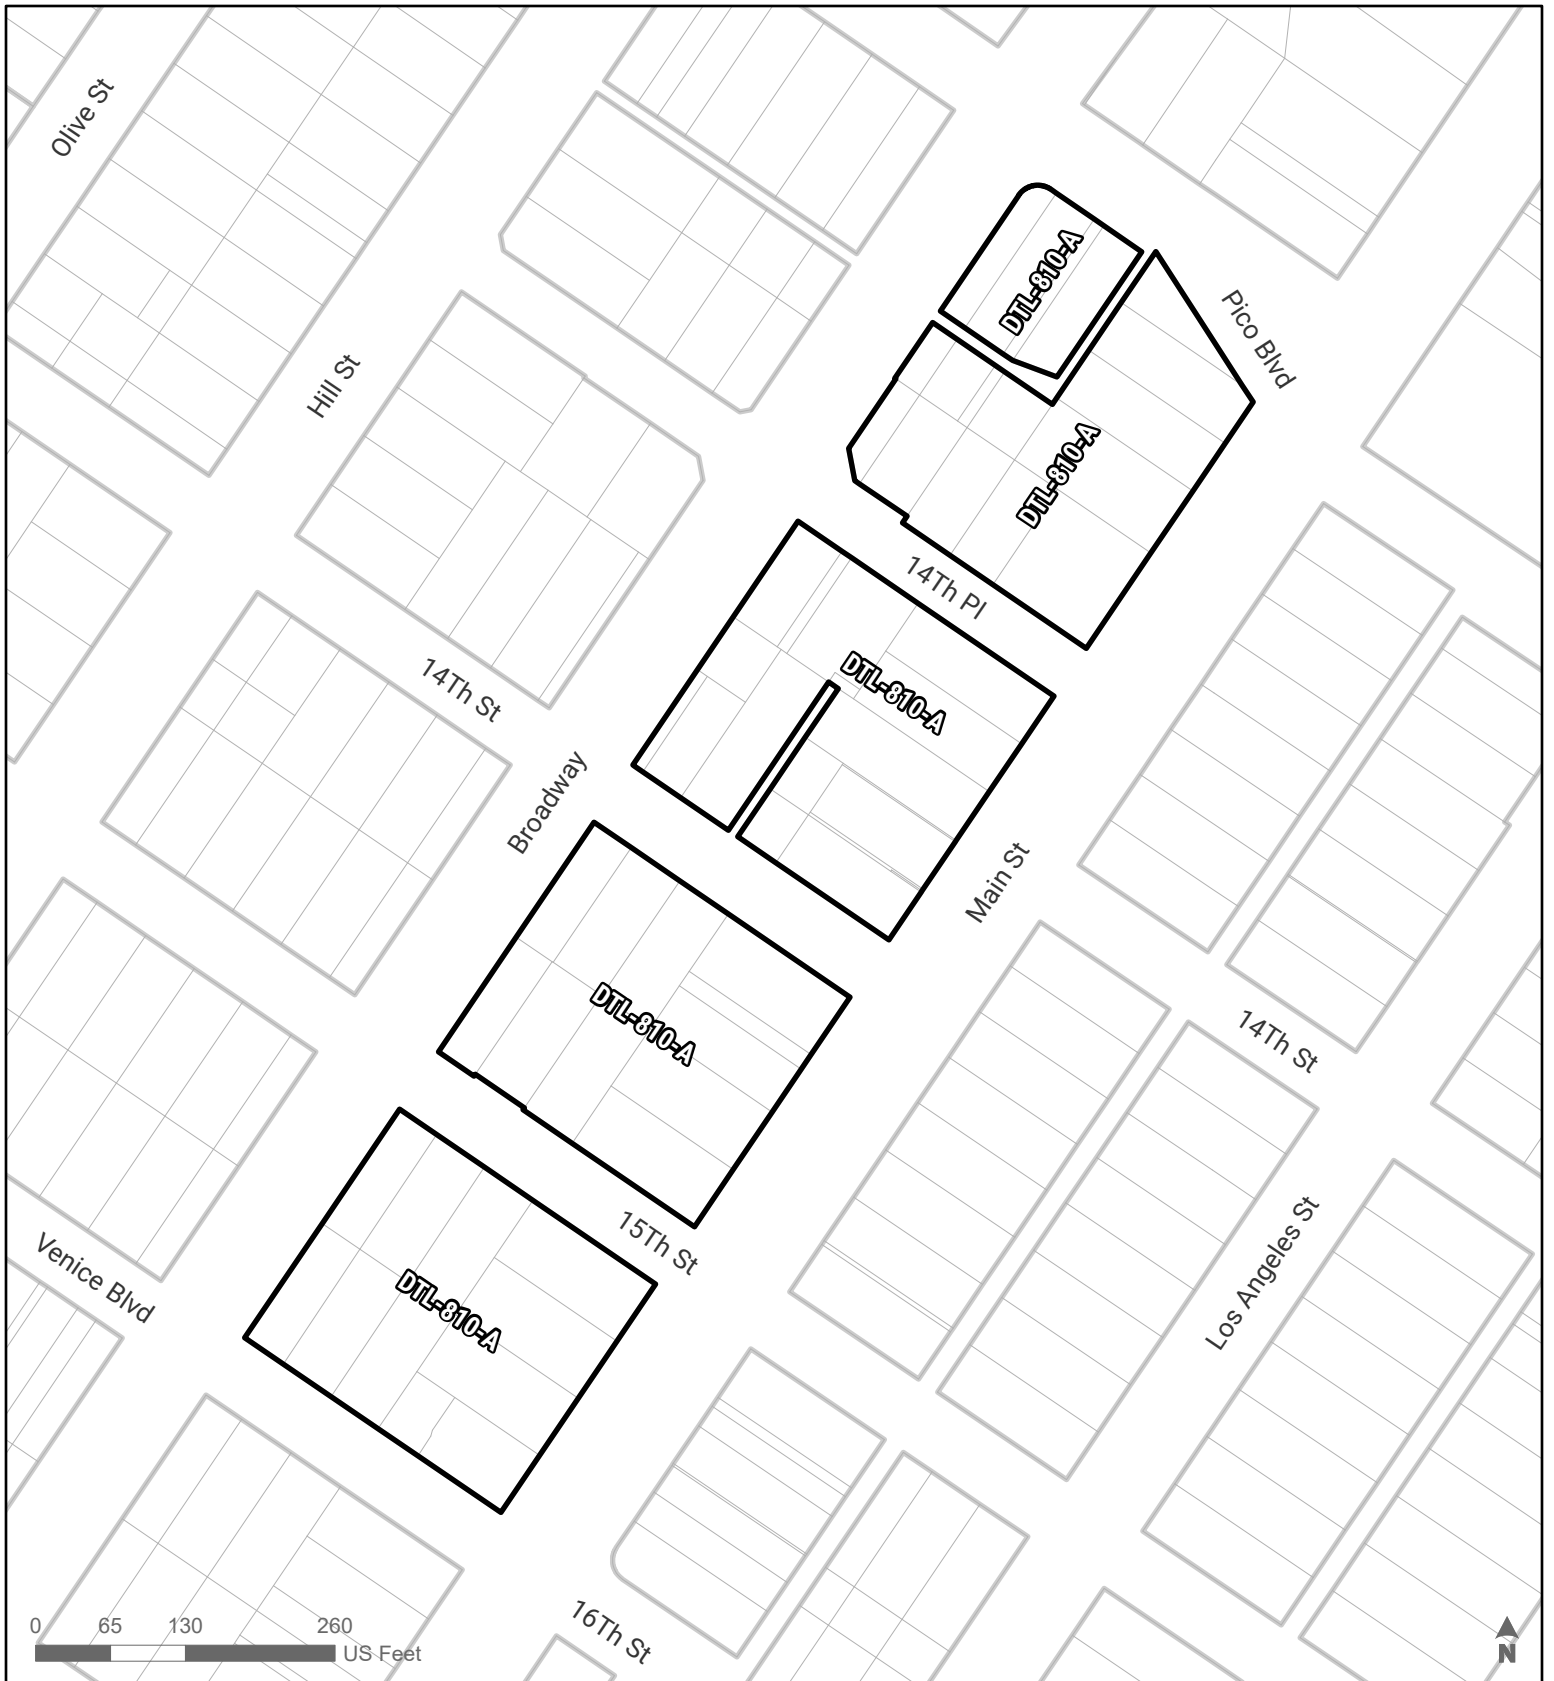 Olive St
DTL-810-A
Pico Blvd
Hill St
DTL-810-A
14Th Pl
DTL-810-A
14Th St
Broadway
Main St
DTL-810-A
14Th St
15Th St
Venice Blvd
DTL-810-A
Los Angeles St
16Th St
0 65 130 260
US Feet
N